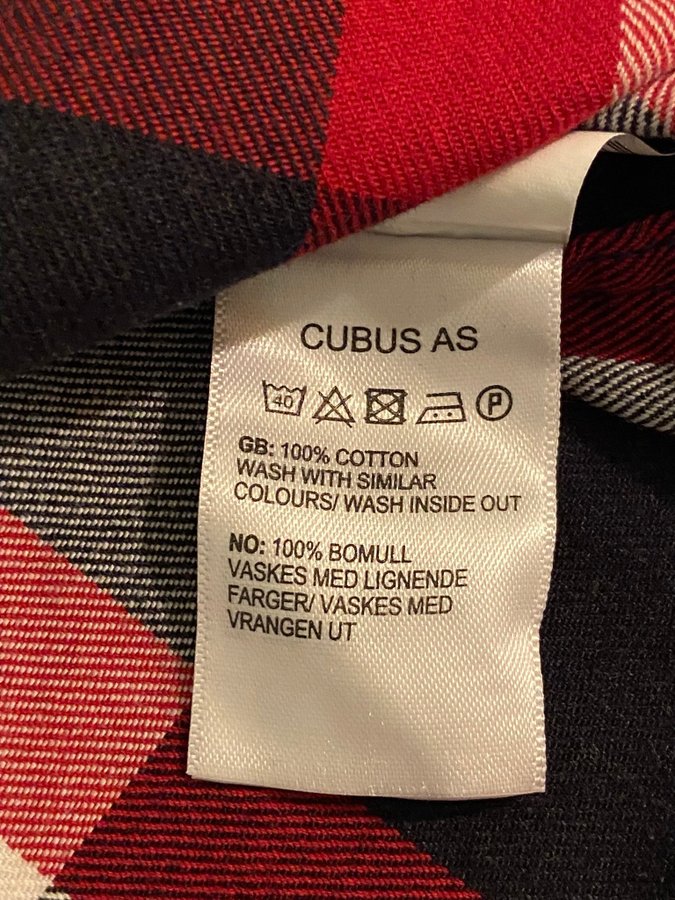 CUBUS AS
40 P
GB: 100% COTTON
WASH WITH SIMILAR
COLOURS/ WASH INSIDE OUT
NO: 100% BOMULL
VASKES MED LIGNENDE
FARGER/ VASKES MED
VRANGEN UT